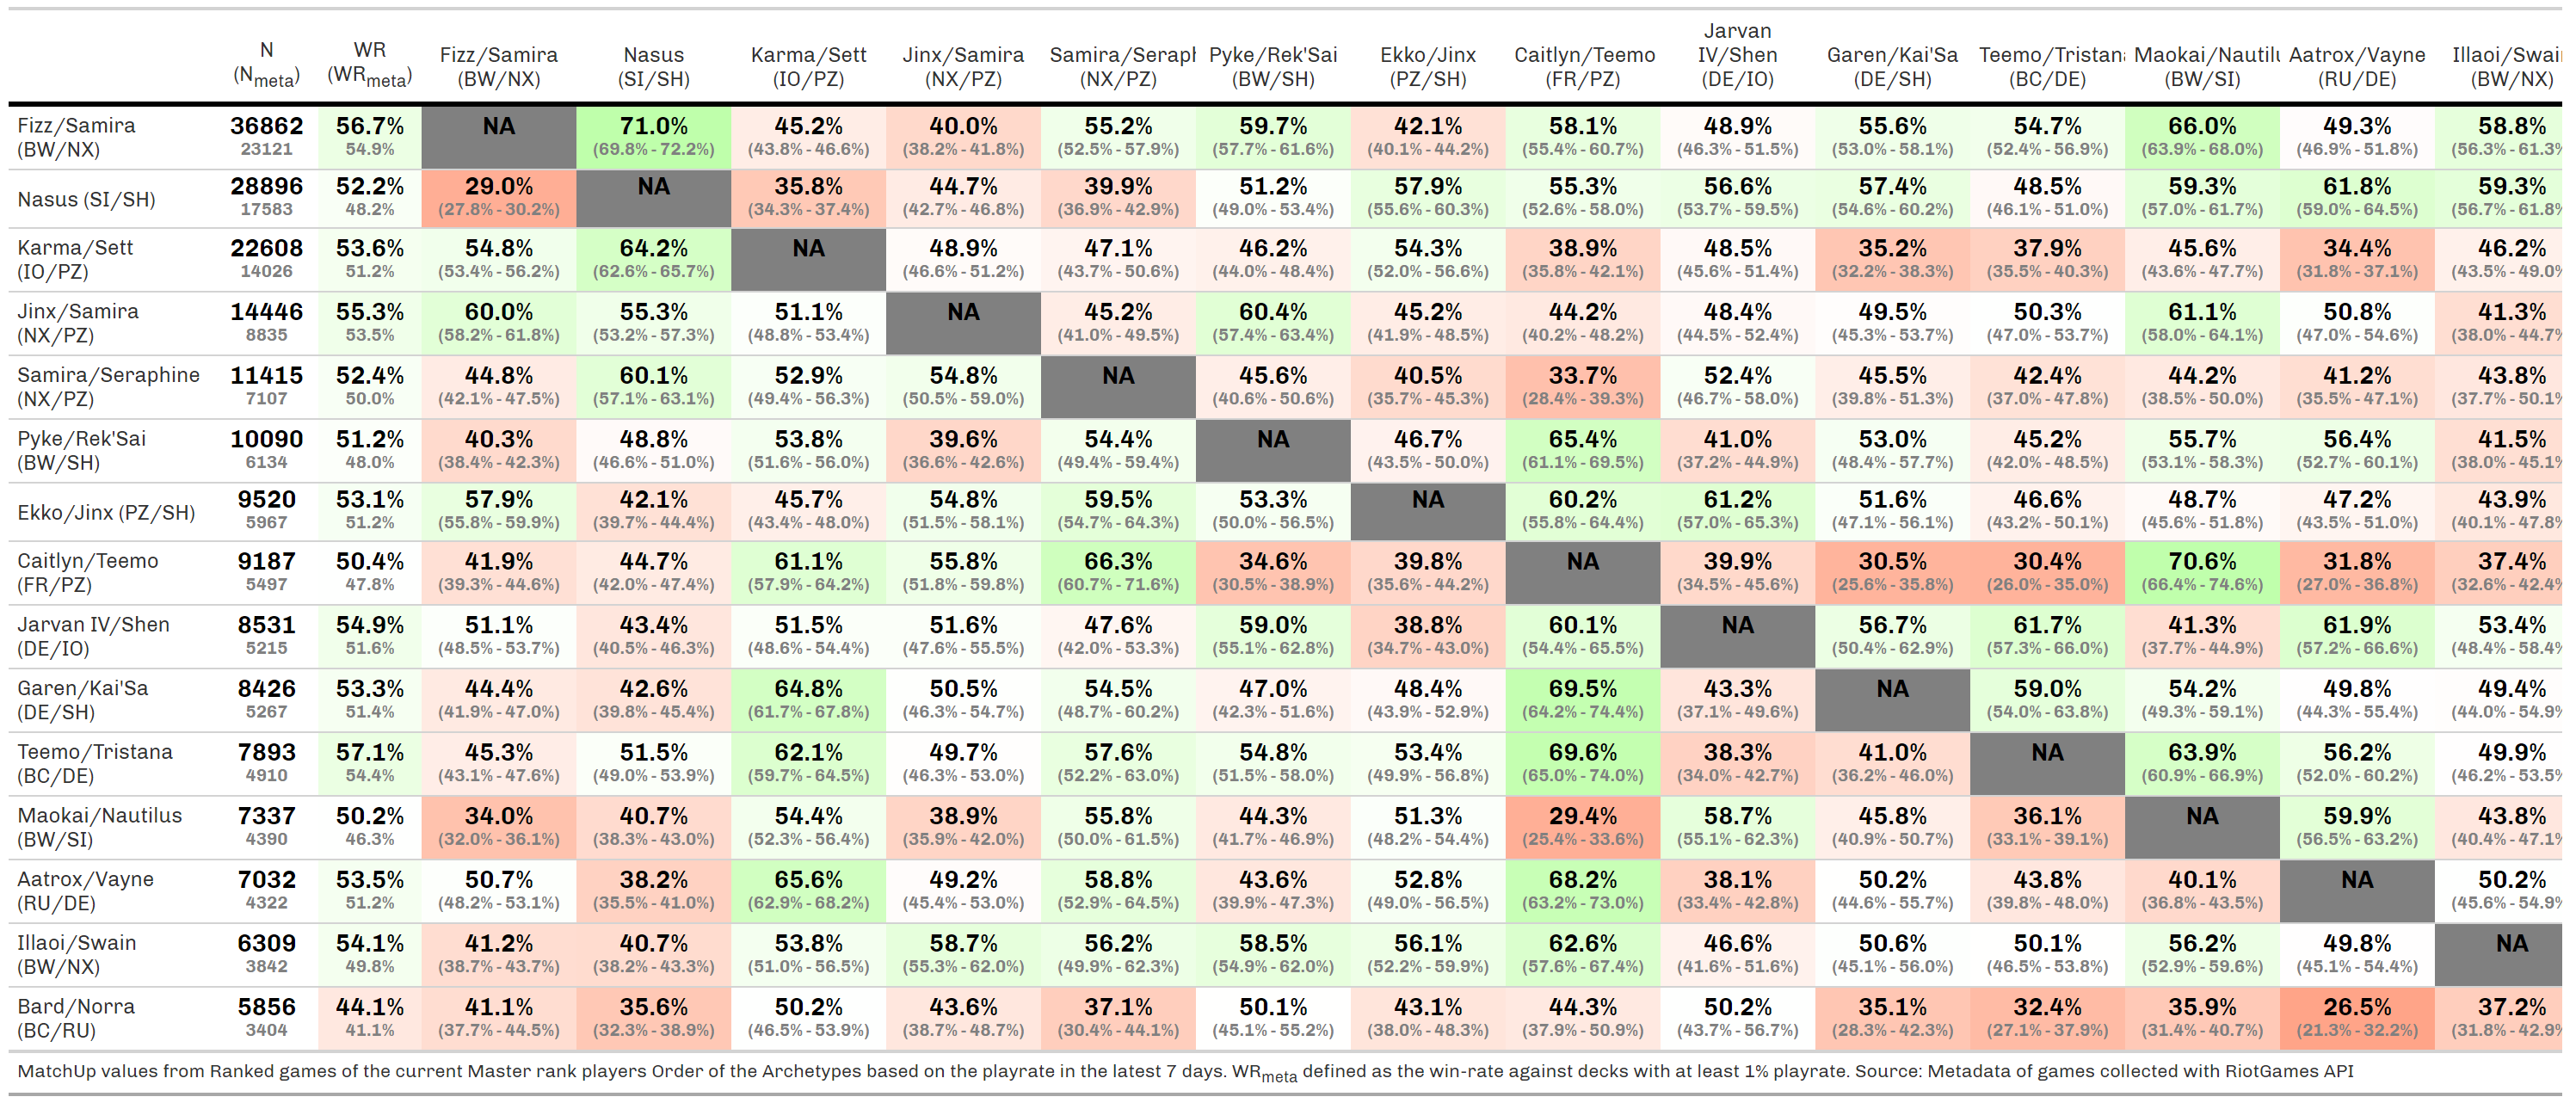 N WR Fizz/Samira Nasus Karma/Sett Jinx/Samira Samira/Seraph Pyke/Rek'Sai Ekko/Jinx Caitlyn/Teemo Jarvan IV/Shen Garen/Kai'Sa Teemo/Tristana Maokai/Nautilu Aatrox/Vayne Illaoi/Swain
(Nmeta) (WRmeta) (BW/NX) (SI/SH) (IO/PZ) (NX/PZ) (NX/PZ) (BW/SH) (PZ/SH) (FR/PZ) (DE/IO) (DE/SH) (BC/DE) (BW/SI) (RU/DE) (BW/NX)
Fizz/Samira 36862 56.7% NA 71.0% 45.2% 40.0% 55.2% 59.7% 42.1% 58.1% 48.9% 55.6% 54.7% 66.0% 49.3% 58.8%
(BW/NX) 23121 54.9% (69.8% - 72.2%) (43.8% - 46.6%) (38.2% - 41.8%) (52.5% - 57.9%) (57.7% - 61.6%) (40.1% - 44.2%) (55.4% - 60.7%) (46.3% - 51.5%) (53.0% - 58.1%) (52.4% - 56.9%) (63.9% - 68.0%) (46.9% - 51.8%) (56.3% - 61.3%
Nasus (SI/SH) 28896 52.2% 29.0% NA 35.8% 44.7% 39.9% 51.2% 57.9% 55.3% 56.6% 57.4% 48.5% 59.3% 61.8% 59.3%
17583 48.2% (27.8% - 30.2%) (34.3% - 37.4%) (42.7% - 46.8%) (36.9% - 42.9%) (49.0% - 53.4%) (55.6% - 60.3%) (52.6% - 58.0%) (53.7% - 59.5%) (54.6% - 60.2%) (46.1% - 51.0%) (57.0% - 61.7%) (59.0% - 64.5%) (56.7% - 61.8%
Karma/Sett 22608 53.6% 54.8% 64.2% NA 48.9% 47.1% 46.2% 54.3% 38.9% 48.5% 35.2% 37.9% 45.6% 34.4% 46.2%
(IO/PZ) 14026 51.2% (53.4% - 56.2%) (62.6% - 65.7%) (46.6% - 51.2%) (43.7% - 50.6%) (44.0% - 48.4%) (52.0% - 56.6%) (35.8% - 42.1%) (45.6% - 51.4%) (32.2% - 38.3%) (35.5% - 40.3%) (43.6% - 47.7%) (31.8% - 37.1%) (43.5% - 49.0%
Jinx/Samira 14446 55.3% 60.0% 55.3% 51.1% NA 45.2% 60.4% 45.2% 44.2% 48.4% 49.5% 50.3% 61.1% 50.8% 41.3%
(NX/PZ) 8835 53.5% (58.2% - 61.8%) (53.2% - 57.3%) (48.8% - 53.4%) (41.0% - 49.5%) (57.4% - 63.4%) (41.9% - 48.5%) (40.2% - 48.2%) (44.5% - 52.4%) (45.3% - 53.7%) (47.0% - 53.7%) (58.0% - 64.1%) (47.0% - 54.6%) (38.0% - 44.7%
Samira/Seraphine 11415 52.4% 44.8% 60.1% 52.9% 54.8% NA 45.6% 40.5% 33.7% 52.4% 45.5% 42.4% 44.2% 41.2% 43.8%
(NX/PZ) 7107 50.0% (42.1% - 47.5%) (57.1% - 63.1%) (49.4% - 56.3%) (50.5% - 59.0%) (40.6% - 50.6%) (35.7% - 45.3%) (28.4% - 39.3%) (46.7% - 58.0%) (39.8% - 51.3%) (37.0% - 47.8%) (38.5% - 50.0%) (35.5% - 47.1%) (37.7% - 50.1%
Pyke/Rek'Sai 10090 51.2% 40.3% 48.8% 53.8% 39.6% 54.4% NA 46.7% 65.4% 41.0% 53.0% 45.2% 55.7% 56.4% 41.5%
(BW/SH) 6134 48.0% (38.4% - 42.3%) (46.6% - 51.0%) (51.6% - 56.0%) (36.6% - 42.6%) (49.4% - 59.4%) (43.5% - 50.0%) (61.1% - 69.5%) (37.2% - 44.9%) (48.4% - 57.7%) (42.0% - 48.5%) (53.1% - 58.3%) (52.7% - 60.1%) (38.0% - 45.1%
Ekko/Jinx (PZ/SH) 9520 53.1% 57.9% 42.1% 45.7% 54.8% 59.5% 53.3% NA 60.2% 61.2% 51.6% 46.6% 48.7% 47.2% 43.9%
5967 51.2% (55.8% - 59.9%) (39.7% - 44.4%) (43.4% - 48.0%) (51.5% - 58.1%) (54.7% - 64.3%) (50.0% - 56.5%) (55.8% - 64.4%) (57.0% - 65.3%) (47.1% - 56.1%) (43.2% - 50.1%) (45.6% - 51.8%) (43.5% - 51.0%) (40.1% - 47.8%
Caitlyn/Teemo 9187 50.4% 41.9% 44.7% 61.1% 55.8% 66.3% 34.6% 39.8% NA 39.9% 30.5% 30.4% 70.6% 31.8% 37.4%
(FR/PZ) 5497 47.8% (39.3% - 44.6%) (42.0% - 47.4%) (57.9% - 64.2%) (51.8% - 59.8%) (60.7% - 71.6%) (30.5% - 38.9%) (35.6% - 44.2%) (34.5% - 45.6%) (25.6% - 35.8%) (26.0% - 35.0%) (66.4% - 74.6%) (27.0% - 36.8%) (32.6% - 42.4%
Jarvan IV/Shen 8531 54.9% 51.1% 43.4% 51.5% 51.6% 47.6% 59.0% 38.8% 60.1% NA 56.7% 61.7% 41.3% 61.9% 53.4%
(DE/IO) 5215 51.6% (48.5% - 53.7%) (40.5% - 46.3%) (48.6% - 54.4%) (47.6% - 55.5%) (42.0% - 53.3%) (55.1% - 62.8%) (34.7% - 43.0%) (54.4% - 65.5%) (50.4% - 62.9%) (57.3% - 66.0%) (37.7% - 44.9%) (57.2% - 66.6%) (48.4% - 58.4%
Garen/Kai'Sa 8426 53.3% 44.4% 42.6% 64.8% 50.5% 54.5% 47.0% 48.4% 69.5% 43.3% NA 59.0% 54.2% 49.8% 49.4%
(DE/SH) 5267 51.4% (41.9% - 47.0%) (39.8% - 45.4%) (61.7% - 67.8%) (46.3% - 54.7%) (48.7% - 60.2%) (42.3% - 51.6%) (43.9% - 52.9%) (64.2% - 74.4%) (37.1% - 49.6%) (54.0% - 63.8%) (49.3% - 59.1%) (44.3% - 55.4%) (44.0% - 54.9%
Teemo/Tristana 7893 57.1% 45.3% 51.5% 62.1% 49.7% 57.6% 54.8% 53.4% 69.6% 38.3% 41.0% NA 63.9% 56.2% 49.9%
(BC/DE) 4910 54.4% (43.1% - 47.6%) (49.0% - 53.9%) (59.7% - 64.5%) (46.3% - 53.0%) (52.2% - 63.0%) (51.5% - 58.0%) (49.9% - 56.8%) (65.0% - 74.0%) (34.0% - 42.7%) (36.2% - 46.0%) (60.9% - 66.9%) (52.0% - 60.2%) (46.2% - 53.5%
Maokai/Nautilus 7337 50.2% 34.0% 40.7% 54.4% 38.9% 55.8% 44.3% 51.3% 29.4% 58.7% 45.8% 36.1% NA 59.9% 43.8%
(BW/SI) 4390 46.3% (32.0% - 36.1%) (38.3% - 43.0%) (52.3% - 56.4%) (35.9% - 42.0%) (50.0% - 61.5%) (41.7% - 46.9%) (48.2% - 54.4%) (25.4% - 33.6%) (55.1% - 62.3%) (40.9% - 50.7%) (33.1% - 39.1%) (56.5% - 63.2%) (40.4% - 47.1%
Aatrox/Vayne 7032 53.5% 50.7% 38.2% 65.6% 49.2% 58.8% 43.6% 52.8% 68.2% 38.1% 50.2% 43.8% 40.1% NA 50.2%
(RU/DE) 4322 51.2% (48.2% - 53.1%) (35.5% - 41.0%) (62.9% - 68.2%) (45.4% - 53.0%) (52.9% - 64.5%) (39.9% - 47.3%) (49.0% - 56.5%) (63.2% - 73.0%) (33.4% - 42.8%) (44.6% - 55.7%) (39.8% - 48.0%) (36.8% - 43.5%) (45.6% - 54.9%
Illaoi/Swain 6309 54.1% 41.2% 40.7% 53.8% 58.7% 56.2% 58.5% 56.1% 62.6% 46.6% 50.6% 50.1% 56.2% 49.8% NA
(BW/NX) 3842 49.8% (38.7% - 43.7%) (38.2% - 43.3%) (51.0% - 56.5%) (55.3% - 62.0%) (49.9% - 62.3%) (54.9% - 62.0%) (52.2% - 59.9%) (57.6% - 67.4%) (41.6% - 51.6%) (45.1% - 56.0%) (46.5% - 53.8%) (52.9% - 59.6%) (45.1% - 54.4%)
Bard/Norra 5856 44.1% 41.1% 35.6% 50.2% 43.6% 37.1% 50.1% 43.1% 44.3% 50.2% 35.1% 32.4% 35.9% 26.5% 37.2%
(BC/RU) 3404 41.1% (37.7% - 44.5%) (32.3% - 38.9%) (46.5% - 53.9%) (38.7% - 48.7%) (30.4% - 44.1%) (45.1% - 55.2%) (38.0% - 48.3%) (37.9% - 50.9%) (43.7% - 56.7%) (28.3% - 42.3%) (27.1% - 37.9%) (31.4% - 40.7%) (21.3% - 32.2%) (31.8% - 42.9%
MatchUp values from Ranked games of the current Master rank players Order of the Archetypes based on the playrate in the latest 7 days. WRmeta defined as the win-rate against decks with at least 1% playrate. Source: Metadata of games collected with RiotGames API